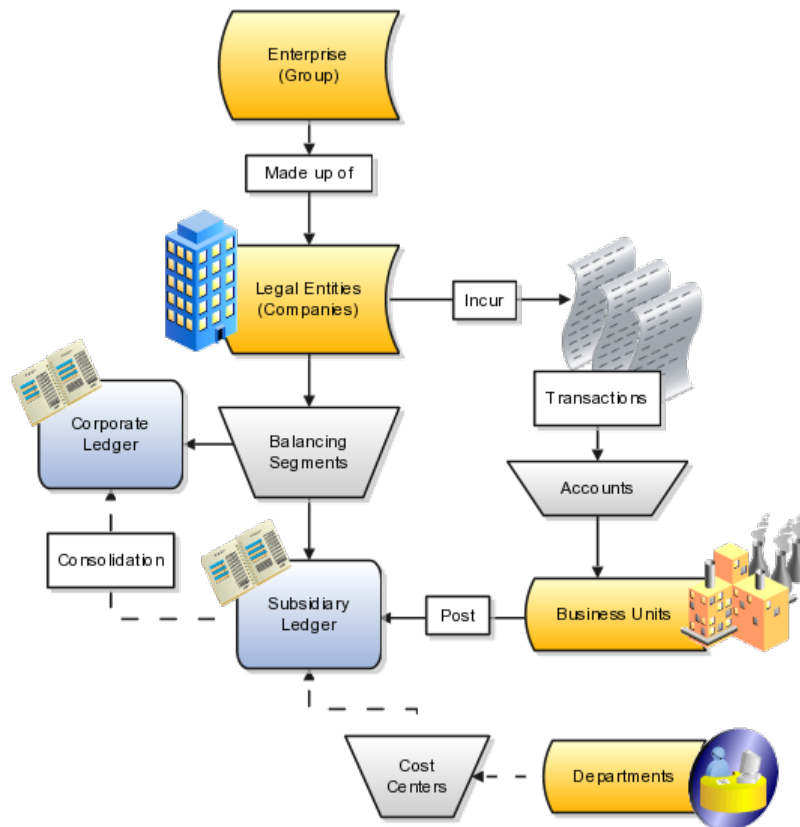 Enterprise
(Group)
Made up of
Legal Entities
(Companies)
Incur
Transactions
Corporate
Ledger
Balancing
Segments
Accounts
Consolidation
Subsidiary
Ledger
Post
Business Units
Cost
Centers
Departments